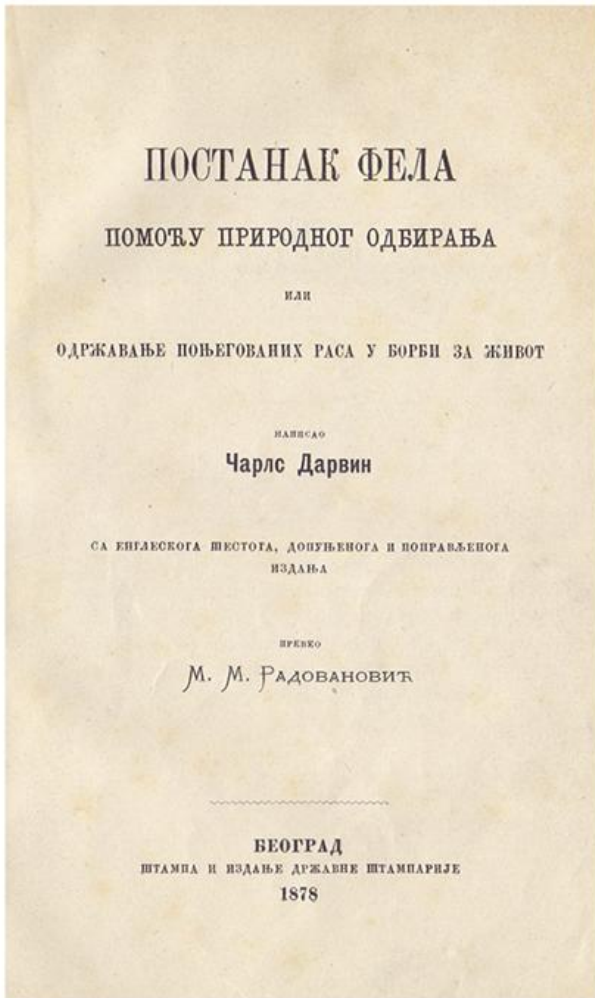 ПОСТАНАК ФЕЛА
ПОМОЋУ ПРИРОДНОГ ОДБИРАЊА
ИЛИ
ОДРЖАВАЊЕ ПОЊЕГОВАНИХ РАСА У БОРБИ ЗА ЖИВОТ
НАПИСАО
Чарлс Дарвин
СА ЕНГЛЕСКОГА ШЕСТОГА, ДОПУЊЕНОГА И ПОПРАВЉЕНОГА
ИЗДАЊА
ПРЕВЕО
М. М. РАДОВАНОВИЋ
БЕОГРАД
ШТАМПА И ИЗДАЊЕ ДРЖАВНЕ ШТАМПАРИЈЕ
1878